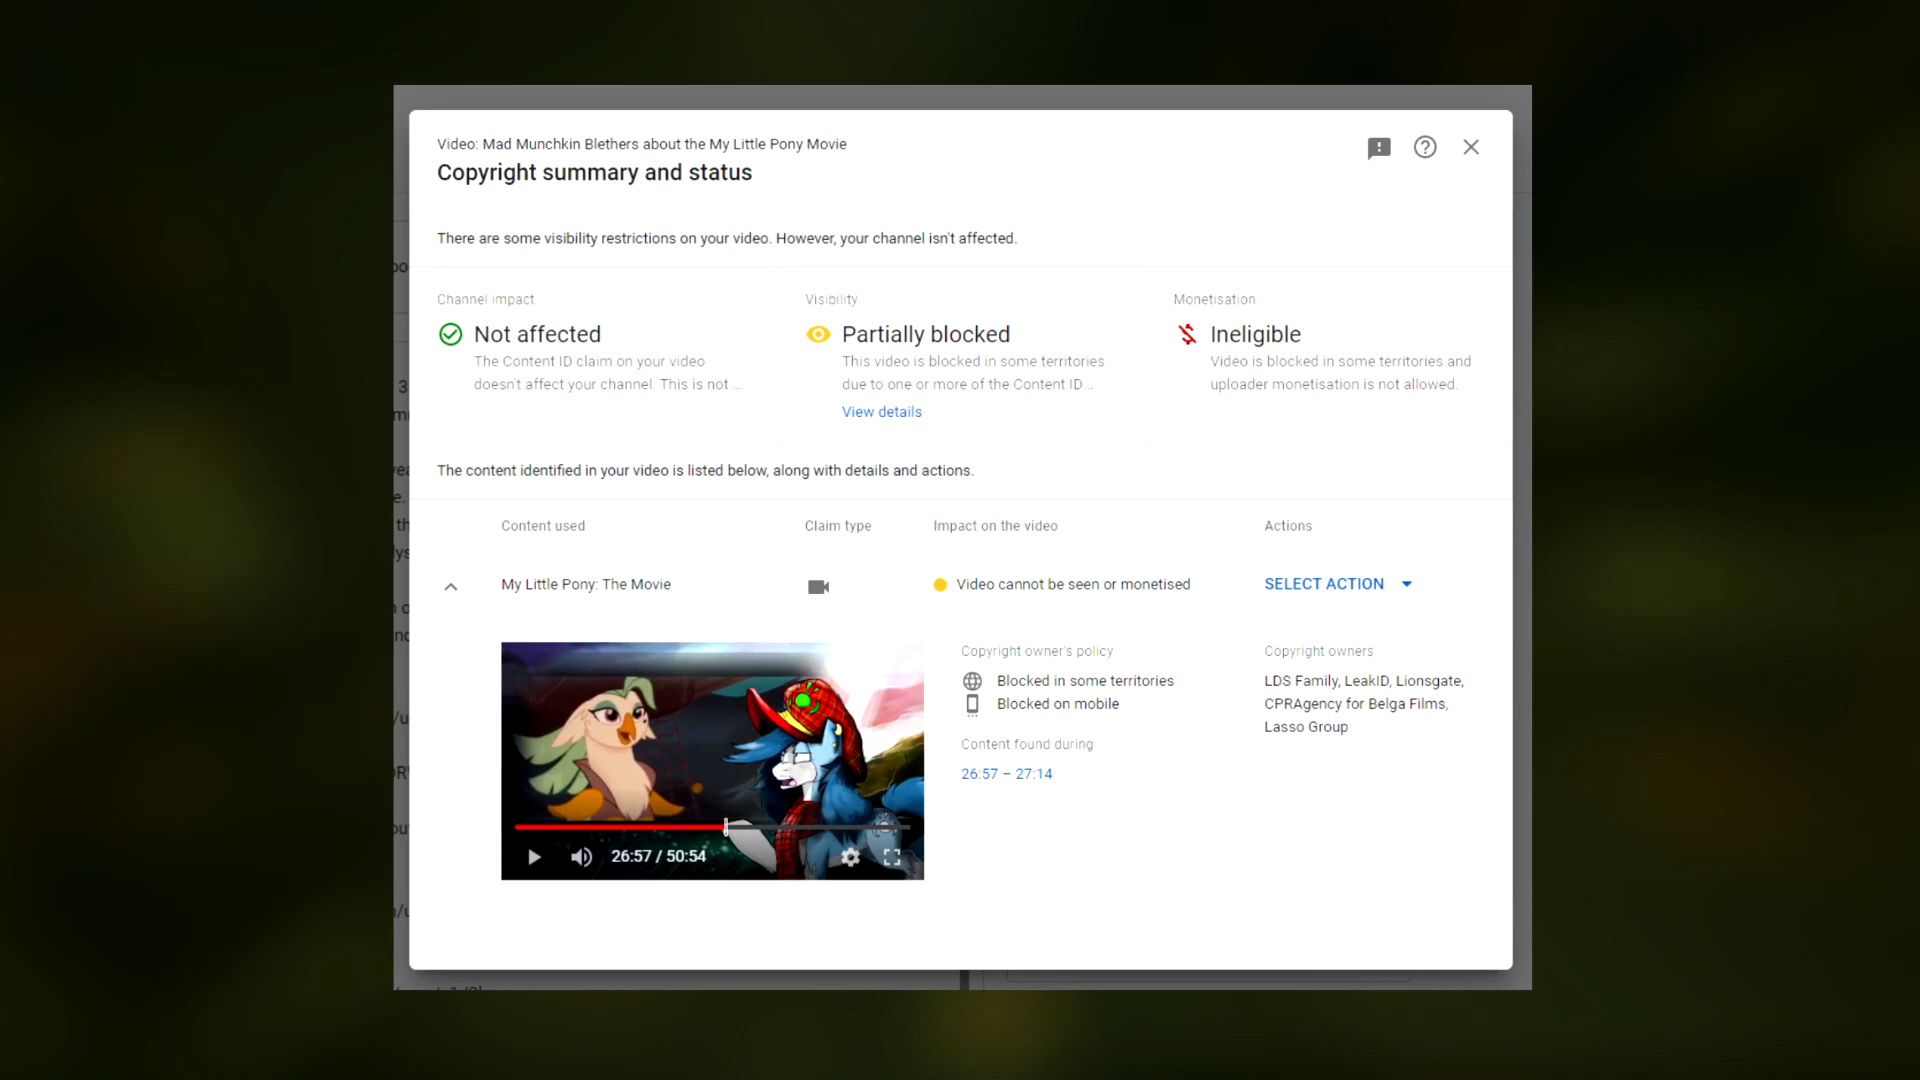 Video: Mad Munchkin Blethers about the My Little Pony Movie
Copyright summary and status
There are some visibility restrictions on your video. However, your channel isn't affected.
Channel impact
Not affected
The Content ID claim on your video
doesn't affect your channel. This is not ...
Visibility
Partially blocked
This video is blocked in some territories
due to one or more of the Content ID...
View details
Monetisation
Ineligible
Video is blocked in some territories and
uploader monetisation is not allowed.
The content identified in your video is listed below, along with details and actions.
Content used
Claim type
Impact on the video
Actions
My Little Pony: The Movie
Video cannot be seen or monetised
SELECT ACTION
26:57 / 50:54
Copyright owner's policy
Blocked in some territories
Blocked on mobile
Content found during
26:57 – 27:14
Copyright owners
LDS Family, LeakID, Lionsgate,
CPRAgency for Belga Films,
Lasso Group